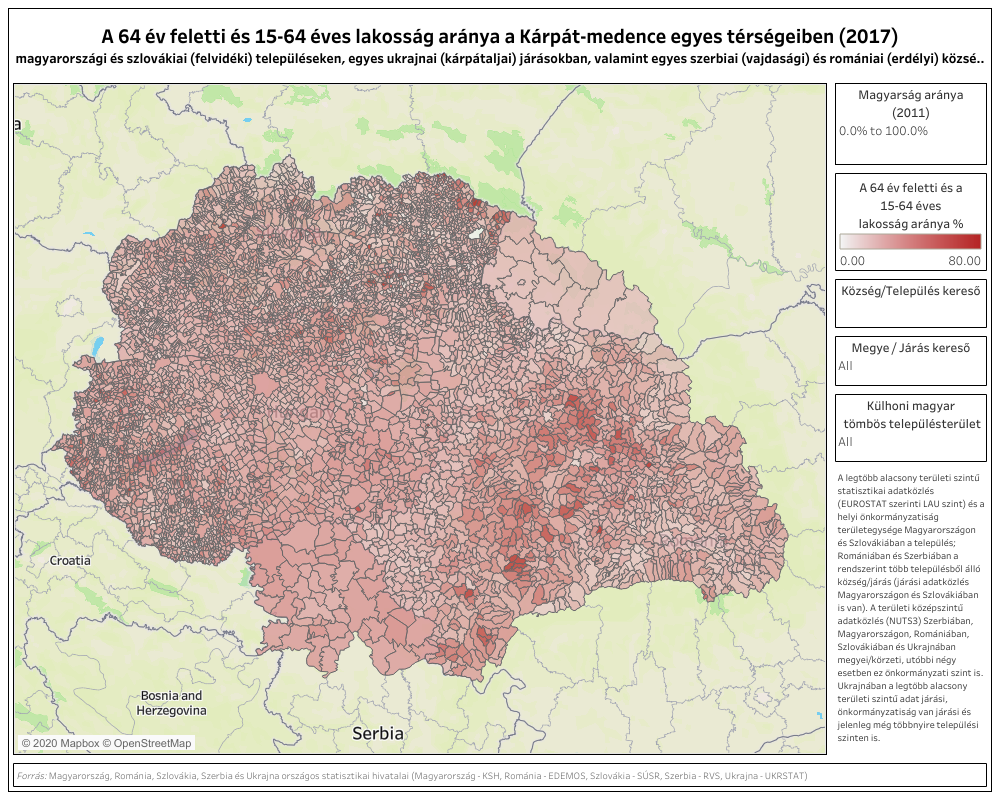 A 64 év feletti és 15-64 éves lakosság aránya a Kárpát-medence egyes térségeiben (2017)
magyarországi és szlovákiai (felvidéki) településeken, egyes ukrajnai (kárpátaljai) járásokban, valamint egyes szerbiai (vajdasági) és romániai (erdélyi) közsé..
a
Croatia
Bosnia and
Herzegovina
Serbia
© 2020 Mapbox © OpenStreetMap
Magyarság aránya
(2011)
0.0% to 100.0%
A 64 év feletti és a
15-64 éves
lakosság aránya %
0.00 80.00
Község/Település kereső
Megye / Járás kereső
All
Külhoni magyar
tömbös településterület
All
A legtöbb alacsony területi szintű
statisztikai adatközlés
(EUROSTAT szerinti LAU szint) és a
helyi önkormányzatiság
területegysége Magyarországon
és Szlovákiában a település;
Romániában és Szerbiában a
rendszerint több településből álló
község/járás (járási adatközlés
Magyarországon és Szlovákiában
is van). A területi középszintű
adatközlés (NUTS3) Szerbiában,
Magyarországon, Romániában,
Szlovákiában és Ukrajnában
megyei/körzeti, utóbbi négy
esetben ez önkormányzati szint is.
Ukrajnában a legtöbb alacsony
területi szintű adat járási,
önkormányzatiság van járási és
jelenleg még többnyire települési
szinten is.
Forrás: Magyarország, Románia, Szlovákia, Szerbia és Ukrajna országos statisztikai hivatalai (Magyarország - KSH, Románia - EDEMOS, Szlovákia - SÚSR, Szerbia - RVS, Ukrajna - UKRSTAT)